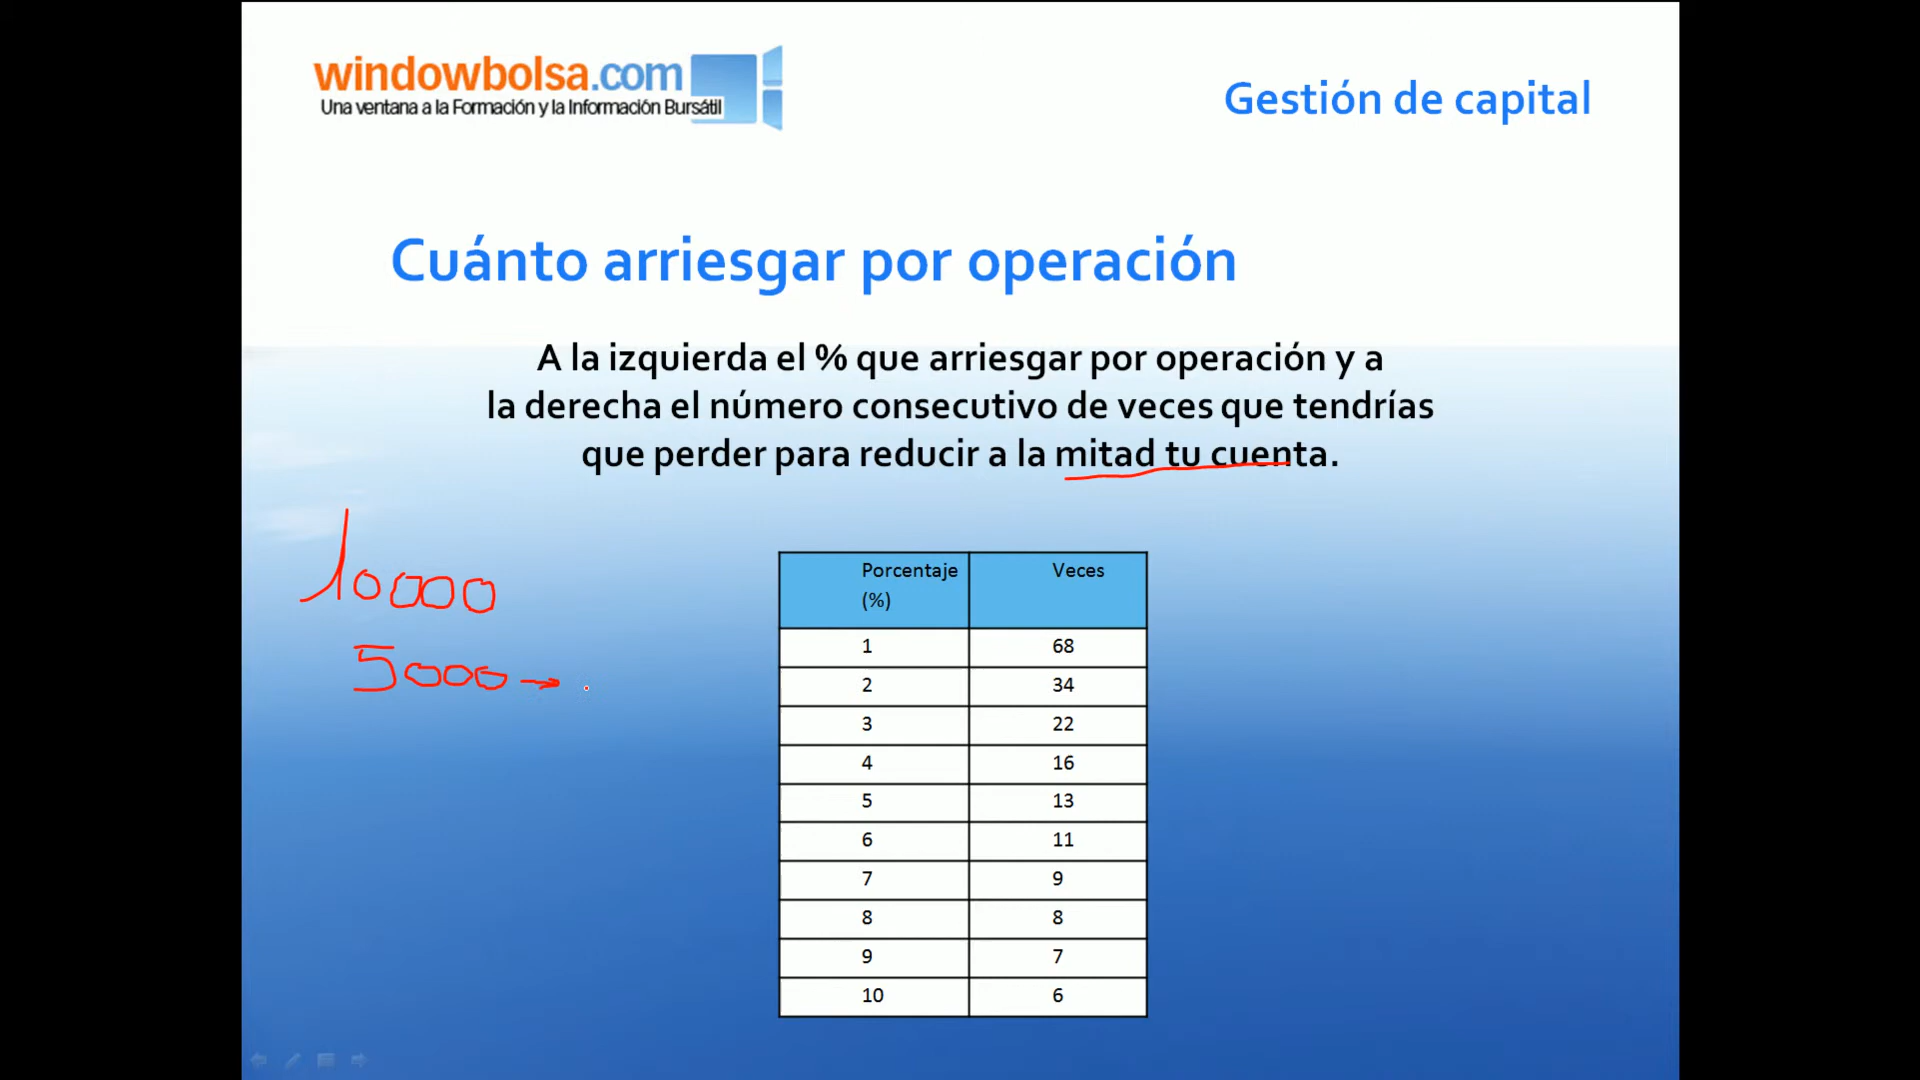 windowbolsa.com
Una ventana a la Formación y la Información Bursátil
Gestión de capital
Cuánto arriesgar por operación
A la izquierda el % que arriesgar por operación y a
la derecha el número consecutivo de veces que tendrías
que perder para reducir a la mitad tu cuenta.
10000
5000 →
Porcentaje (%) Veces
1 68
2 34
3 22
4 16
5 13
6 11
7 9
8 8
9 7
10 6